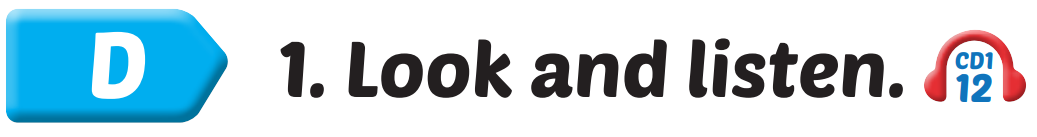 D 1. Look and listen. CD1 12